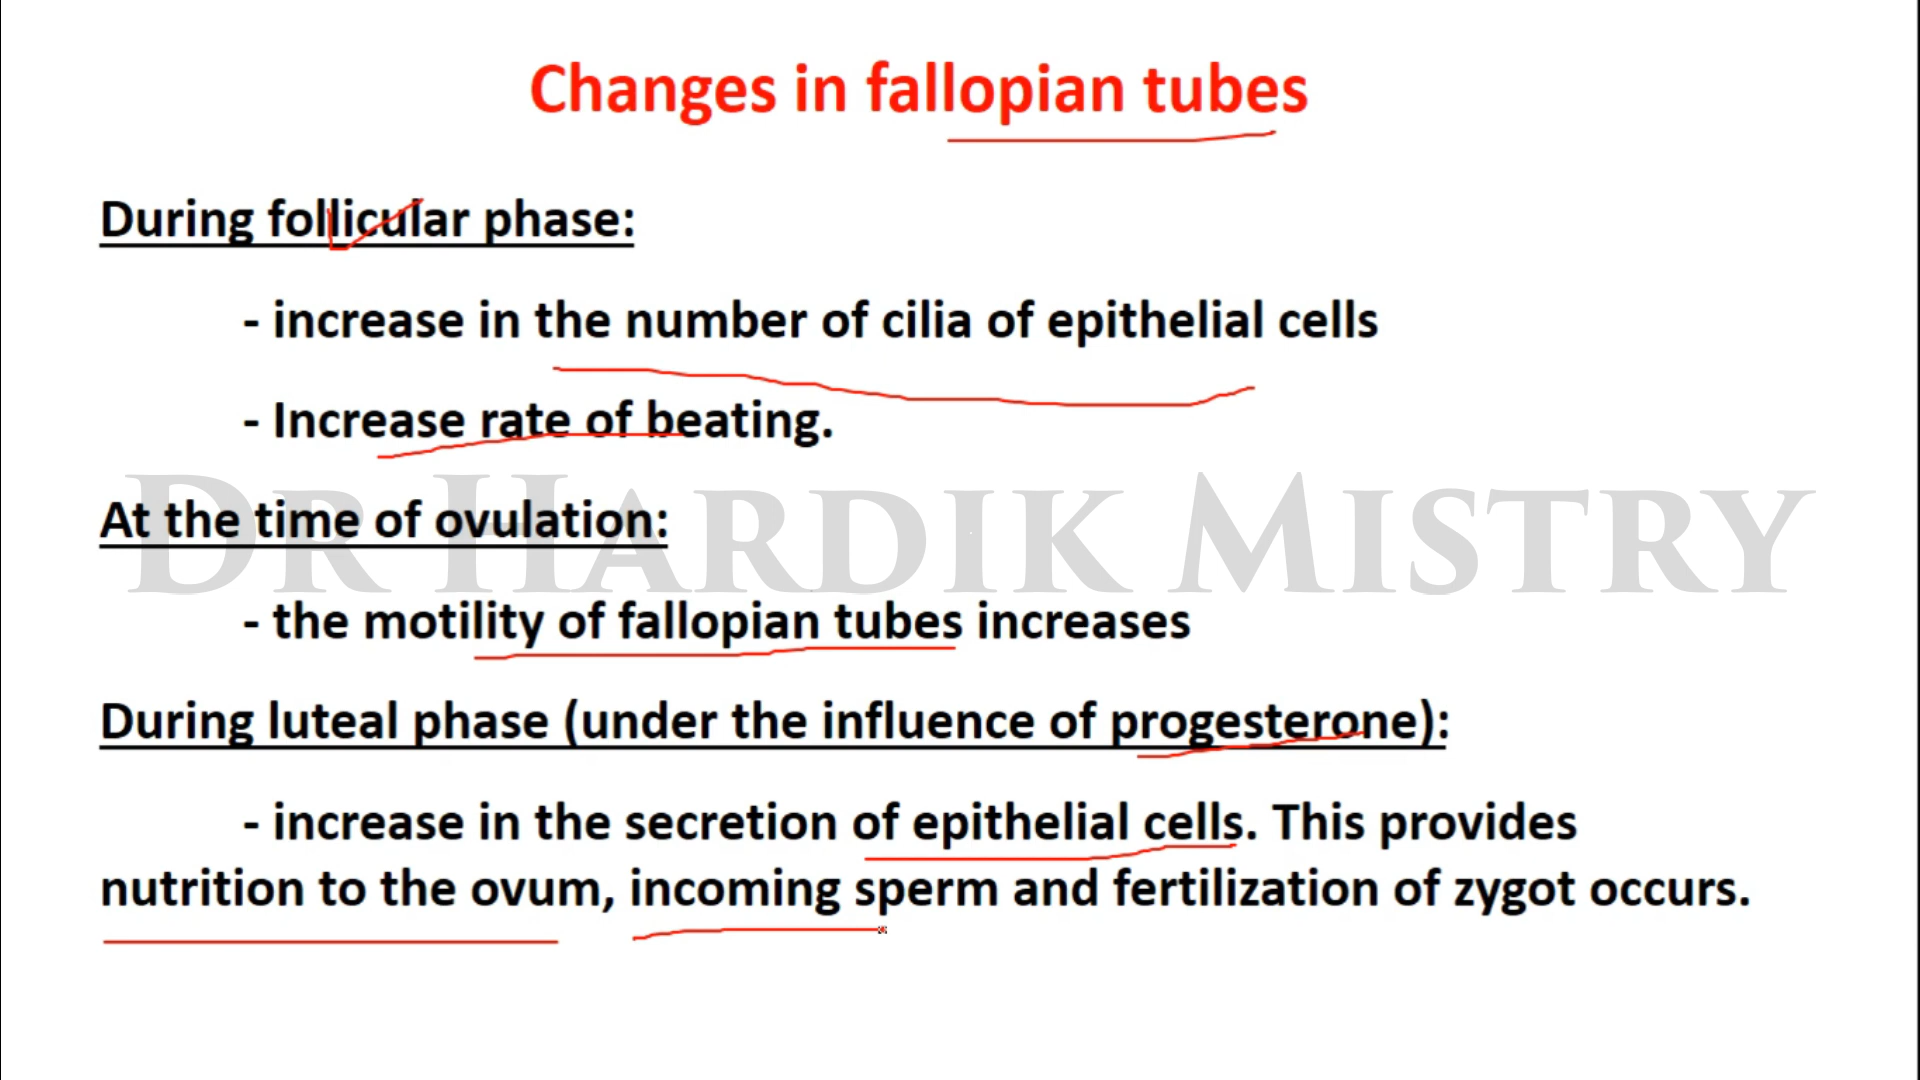 Changes in fallopian tubes
During follicular phase:
- increase in the number of cilia of epithelial cells
- Increase rate of beating.
At the time of ovulation:
DR HARDIK MISTRY
- the motility of fallopian tubes increases
During luteal phase (under the influence of progesterone):
- increase in the secretion of epithelial cells. This provides
nutrition to the ovum, incoming sperm and fertilization of zygot occurs.